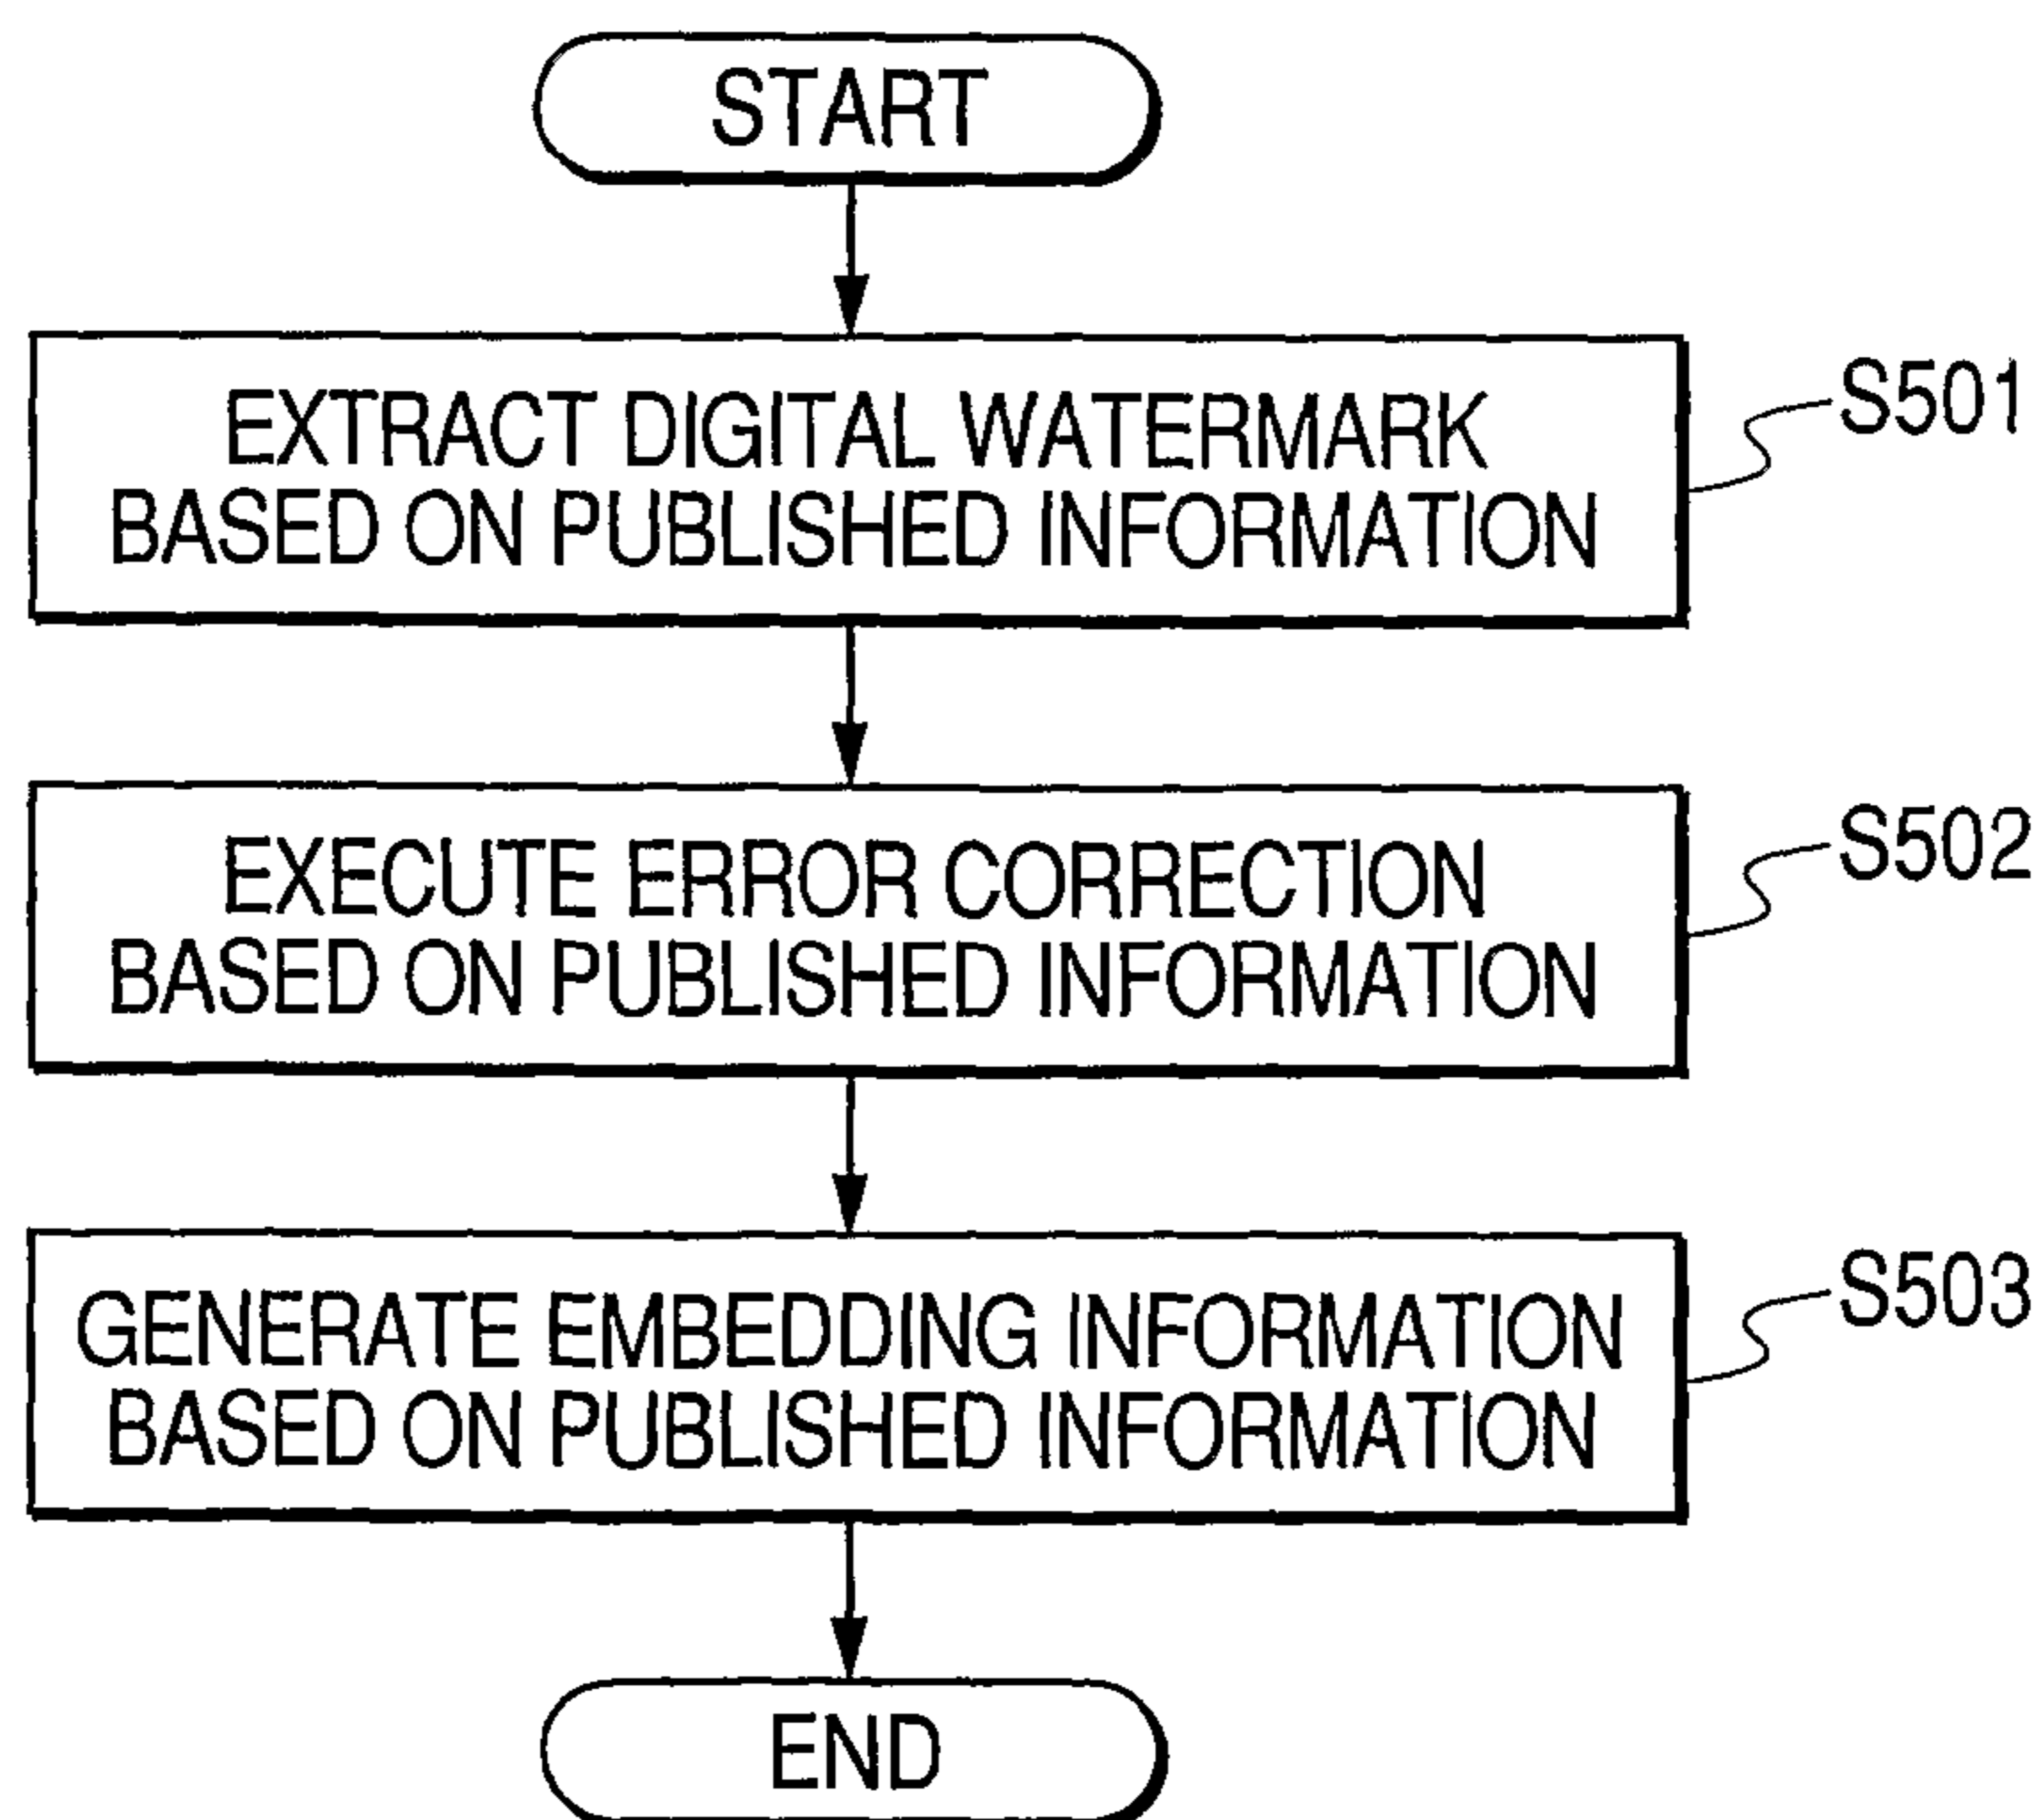 START
EXTRACT DIGITAL WATERMARK
BASED ON PUBLISHED INFORMATION
S501
EXECUTE ERROR CORRECTION
BASED ON PUBLISHED INFORMATION
S502
GENERATE EMBEDDING INFORMATION
BASED ON PUBLISHED INFORMATION
S503
END